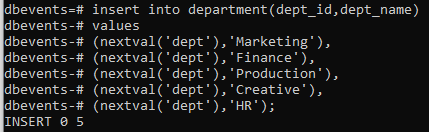 dbevents=# insert into department(dept_id,dept_name)
dbevents-# values
dbevents-# (nextval('dept'),'Marketing'),
dbevents-# (nextval('dept'),'Finance'),
dbevents-# (nextval('dept'),'Production'),
dbevents-# (nextval('dept'),'Creative'),
dbevents-# (nextval('dept'),'HR');
INSERT 0 5